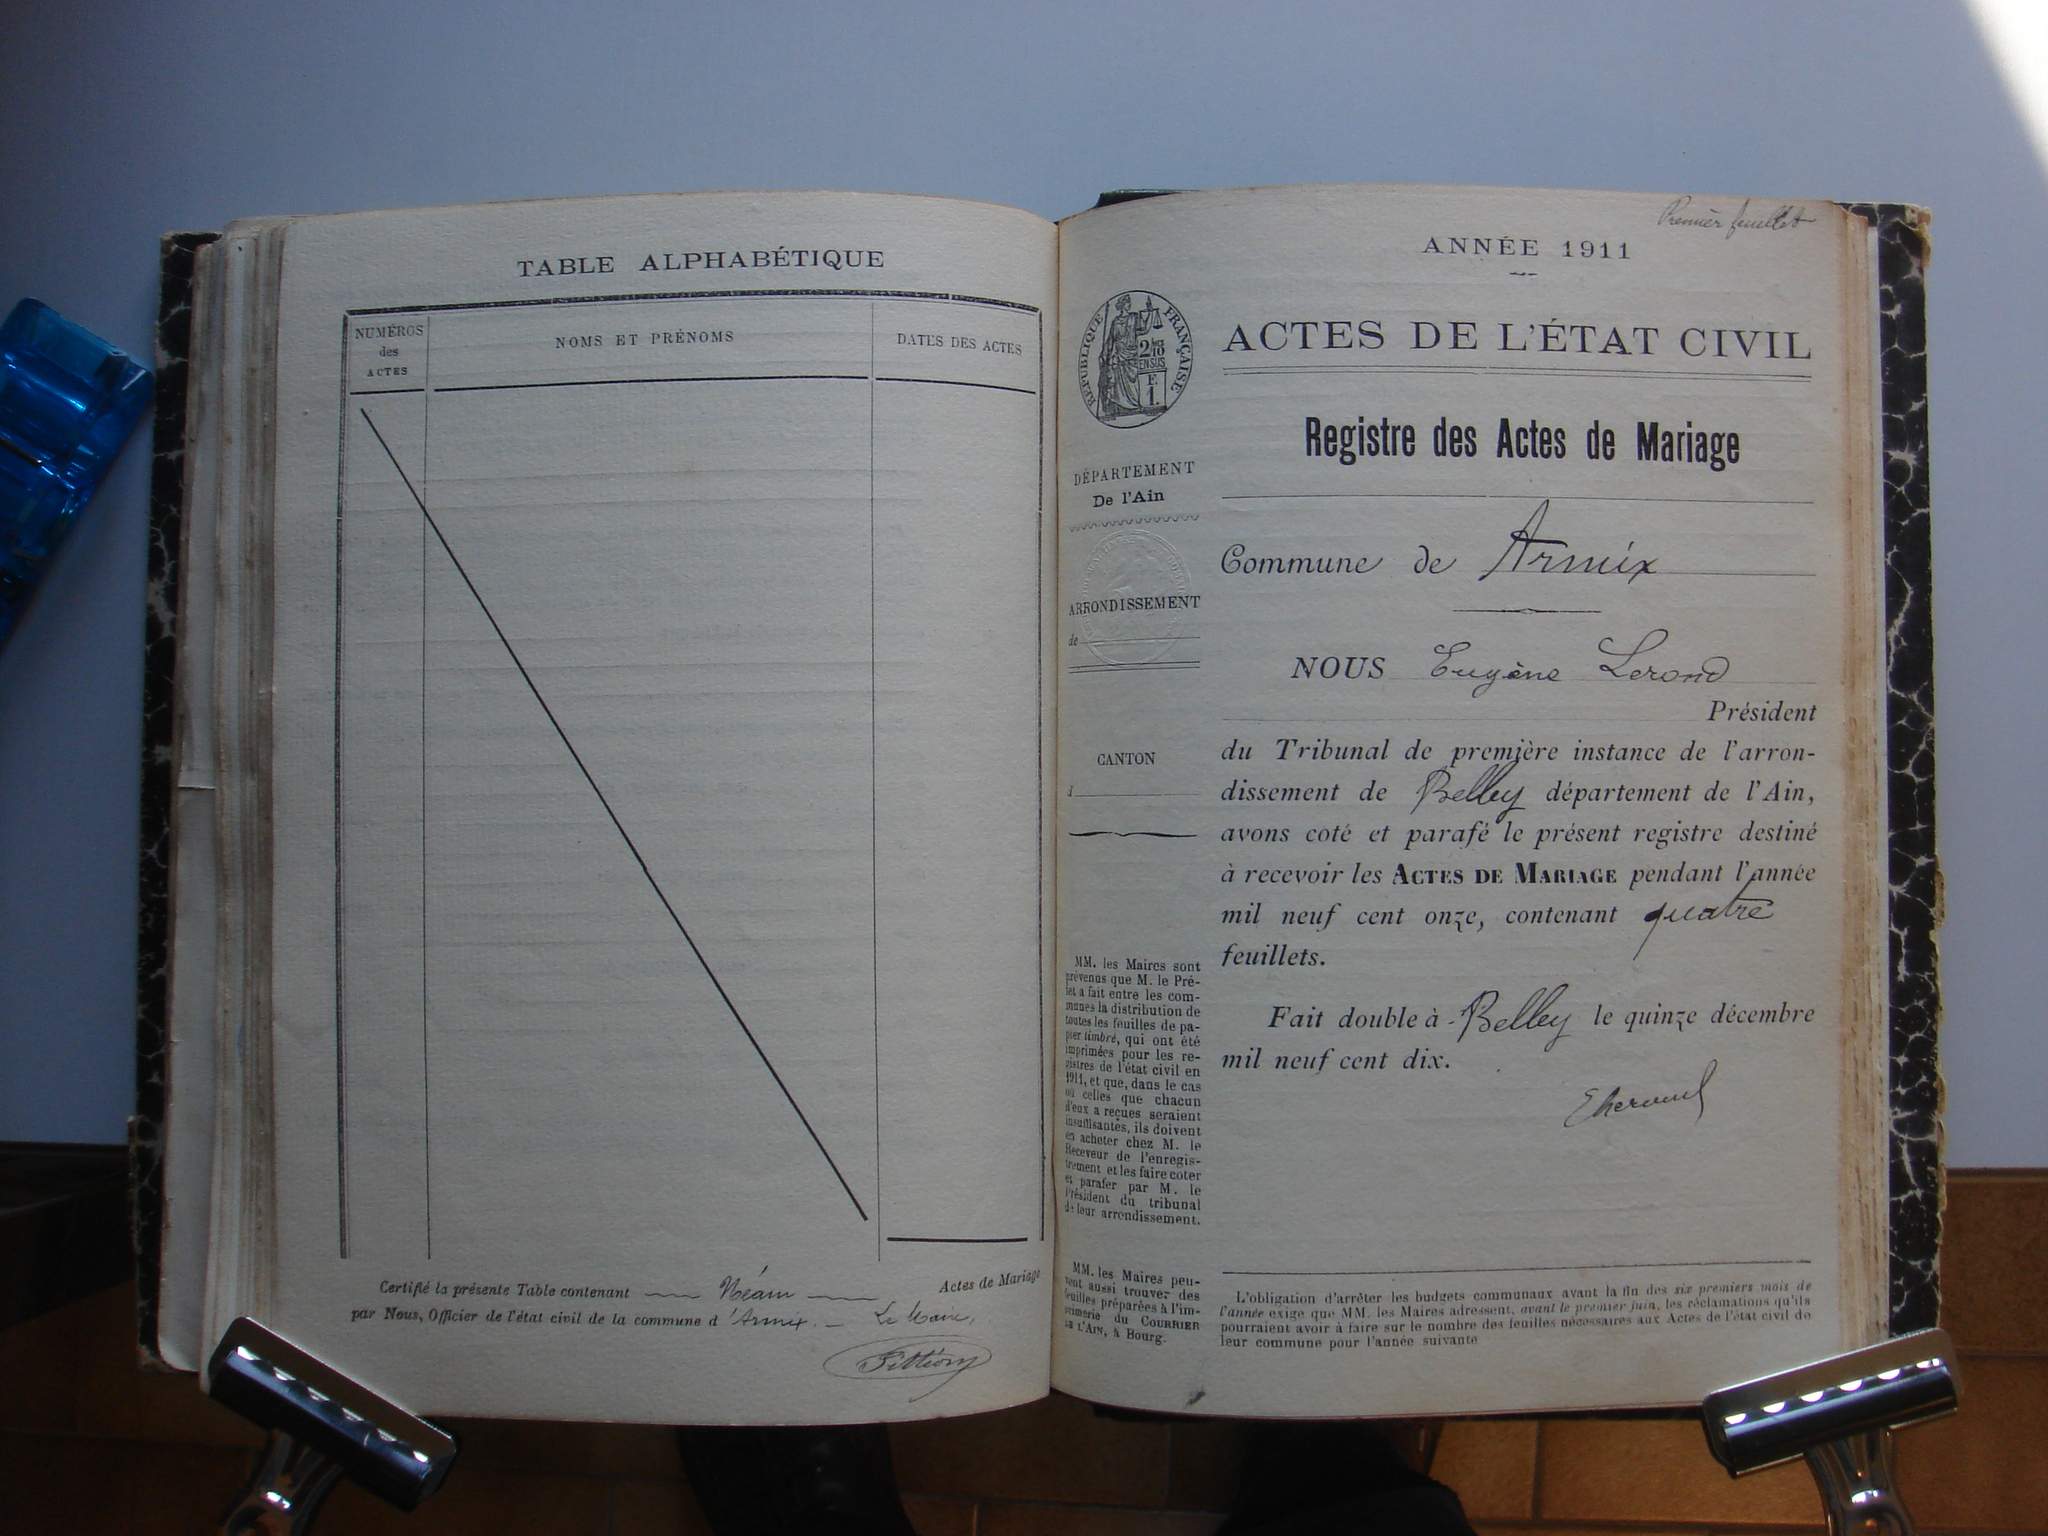 TABLE ALPHABÉTIQUE
NUMÉROS
des
ACTES
NOMS ET PRÉNOMS
DATES DES ACTES
Certifié la présente Table contenant Néam Actes de Mariage
par Nous, Officier de l'état civil de la commune d'Armix. Le Maire,
Premier feuillet
ANNÉE 1911
RÉPUBLIQUE FRANÇAISE
2/10
EN SUS
F.
1.
ACTES DE L'ÉTAT CIVIL
Registre des Actes de Mariage
DÉPARTEMENT
De l'Ain
ARRONDISSEMENT
de
CANTON
d
MM. les Maires sont
prévenus que M. le Pré-
fet a fait entre les com-
munes la distribution de
toutes les feuilles de pa-
pier timbré, qui ont été
imprimées pour les re-
gistres de l'état civil en
1911, et que, dans le cas
où celles que chacun
d'eux a reçues seraient
insuffisantes, ils doivent
en acheter chez M. le
Receveur de l'enregis-
trement et les faire coter
et parafer par M. le
Président du tribunal
de leur arrondissement.
MM. les Maires peu-
vent aussi trouver des
feuilles préparées à l'im-
primerie du COURRIER
DE L'AIN, à Bourg.
Commune de Armix
NOUS Eugène Lerond
Président
du Tribunal de première instance de l'arron-
dissement de Belley département de l'Ain,
avons coté et parafé le présent registre destiné
à recevoir les ACTES DE MARIAGE pendant l'année
mil neuf cent onze, contenant quatre
feuillets.
Fait double à Belley le quinze décembre
mil neuf cent dix.
L'obligation d'arrêter les budgets communaux avant la fin des six premiers mois de
l'année exige que MM. les Maires adressent, avant le premier juin, les réclamations qu'ils
pourraient avoir à faire sur le nombre des feuilles nécessaires aux Actes de l'état civil de
leur commune pour l'année suivante